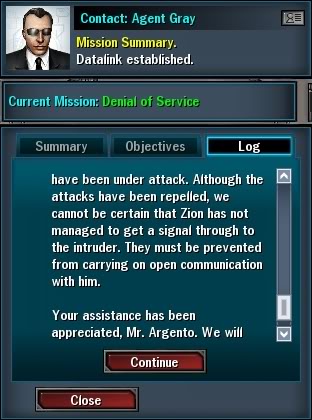 Contact: Agent Gray
Mission Summary.
Datalink established.
Current Mission: Denial of Service
Summary
Objectives
Log
have been under attack. Although the
attacks have been repelled, we
cannot be certain that Zion has not
managed to get a signal through to
the intruder. They must be prevented
from carrying on open communication
with him.
Your assistance has been
appreciated, Mr. Argento. We will
Continue
Close